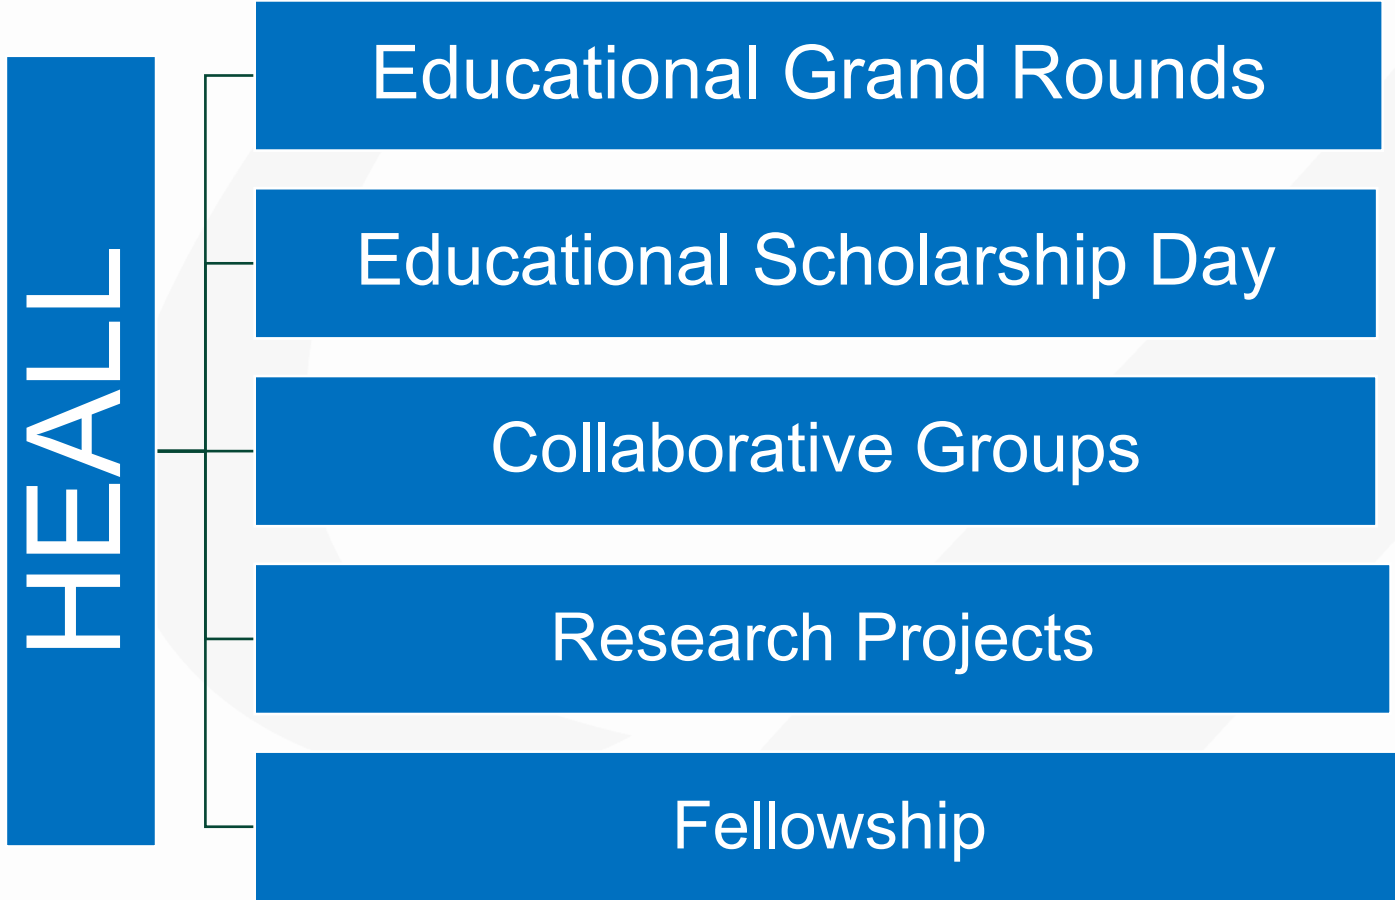 HEALL
Educational Grand Rounds
Educational Scholarship Day
Collaborative Groups
Research Projects
Fellowship